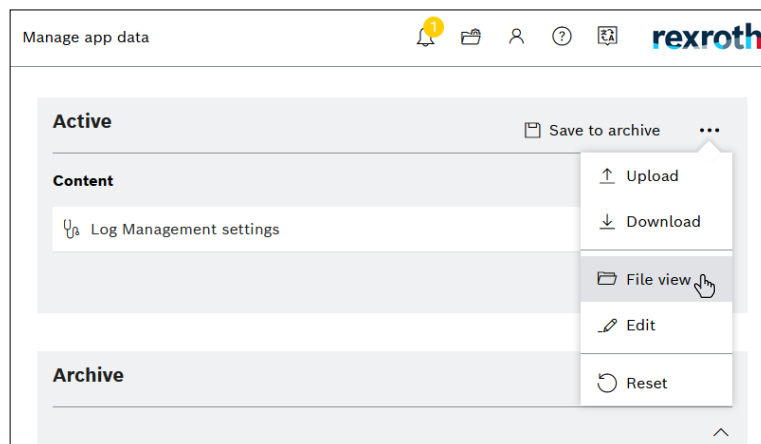 Manage app data
1
?
rexroth
Active
Save to archive
Content
Upload
Log Management settings
Download
File view
Edit
Archive
Reset